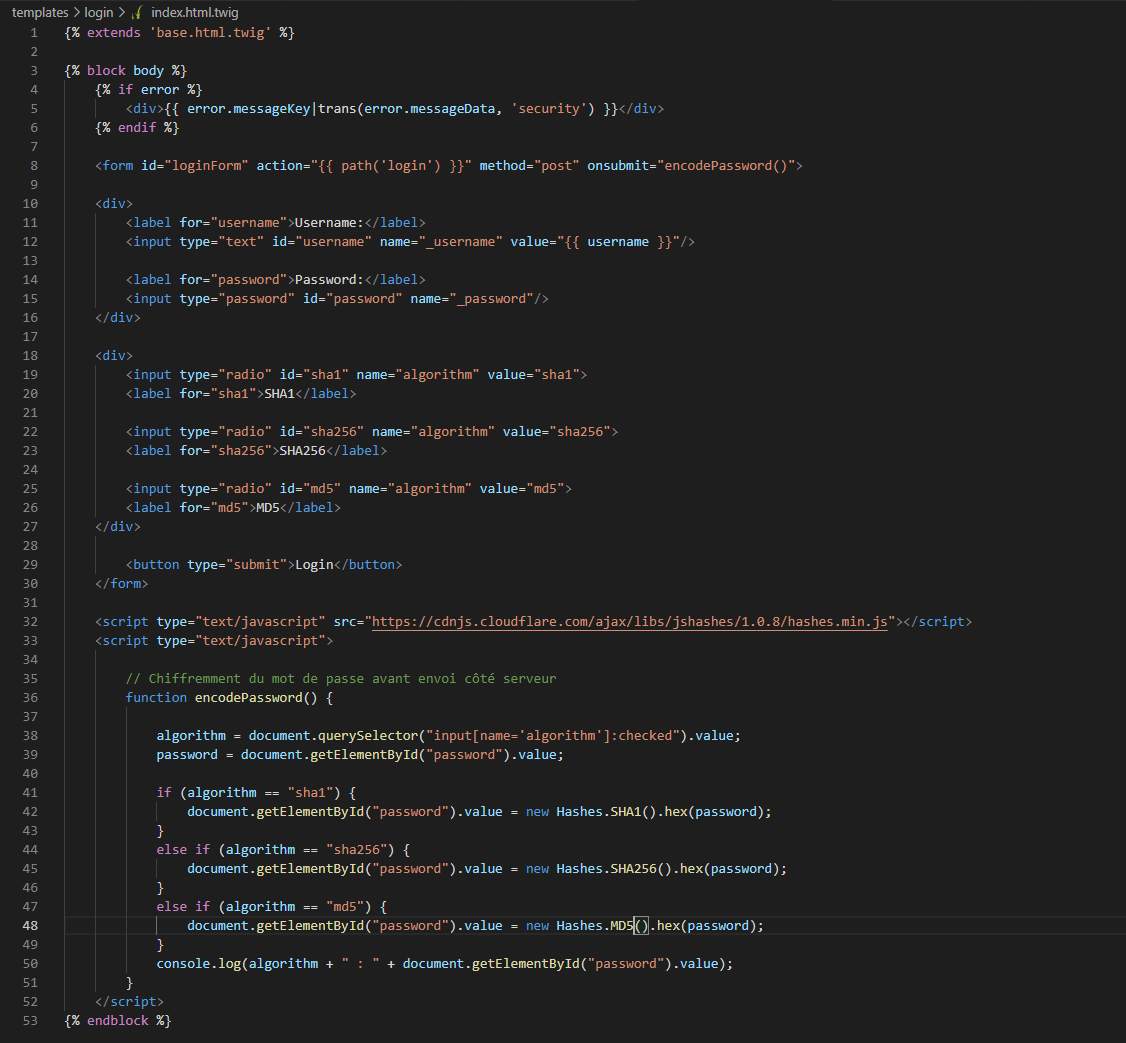 templates > login > index.html.twig
1 {% extends 'base.html.twig' %}
2
3 {% block body %}
4 {% if error %}
5 <div>{{ error.messageKey|trans(error.messageData, 'security') }}</div>
6 {% endif %}
7
8 <form id="loginForm" action="{{ path('login') }}" method="post" onsubmit="encodePassword()">
9
10 <div>
11 <label for="username">Username:</label>
12 <input type="text" id="username" name="_username" value="{{ username }}"/>
13
14 <label for="password">Password:</label>
15 <input type="password" id="password" name="_password"/>
16 </div>
17
18 <div>
19 <input type="radio" id="sha1" name="algorithm" value="sha1">
20 <label for="sha1">SHA1</label>
21
22 <input type="radio" id="sha256" name="algorithm" value="sha256">
23 <label for="sha256">SHA256</label>
24
25 <input type="radio" id="md5" name="algorithm" value="md5">
26 <label for="md5">MD5</label>
27 </div>
28
29 <button type="submit">Login</button>
30 </form>
31
32 <script type="text/javascript" src="https://cdnjs.cloudflare.com/ajax/libs/jshashes/1.0.8/hashes.min.js"></script>
33 <script type="text/javascript">
34
35 // Chiffremment du mot de passe avant envoi côté serveur
36 function encodePassword() {
37
38 algorithm = document.querySelector("input[name='algorithm']:checked").value;
39 password = document.getElementById("password").value;
40
41 if (algorithm == "sha1") {
42 document.getElementById("password").value = new Hashes.SHA1().hex(password);
43 }
44 else if (algorithm == "sha256") {
45 document.getElementById("password").value = new Hashes.SHA256().hex(password);
46 }
47 else if (algorithm == "md5") {
48 document.getElementById("password").value = new Hashes.MD5().hex(password);
49 }
50 console.log(algorithm + " : " + document.getElementById("password").value);
51 }
52 </script>
53 {% endblock %}